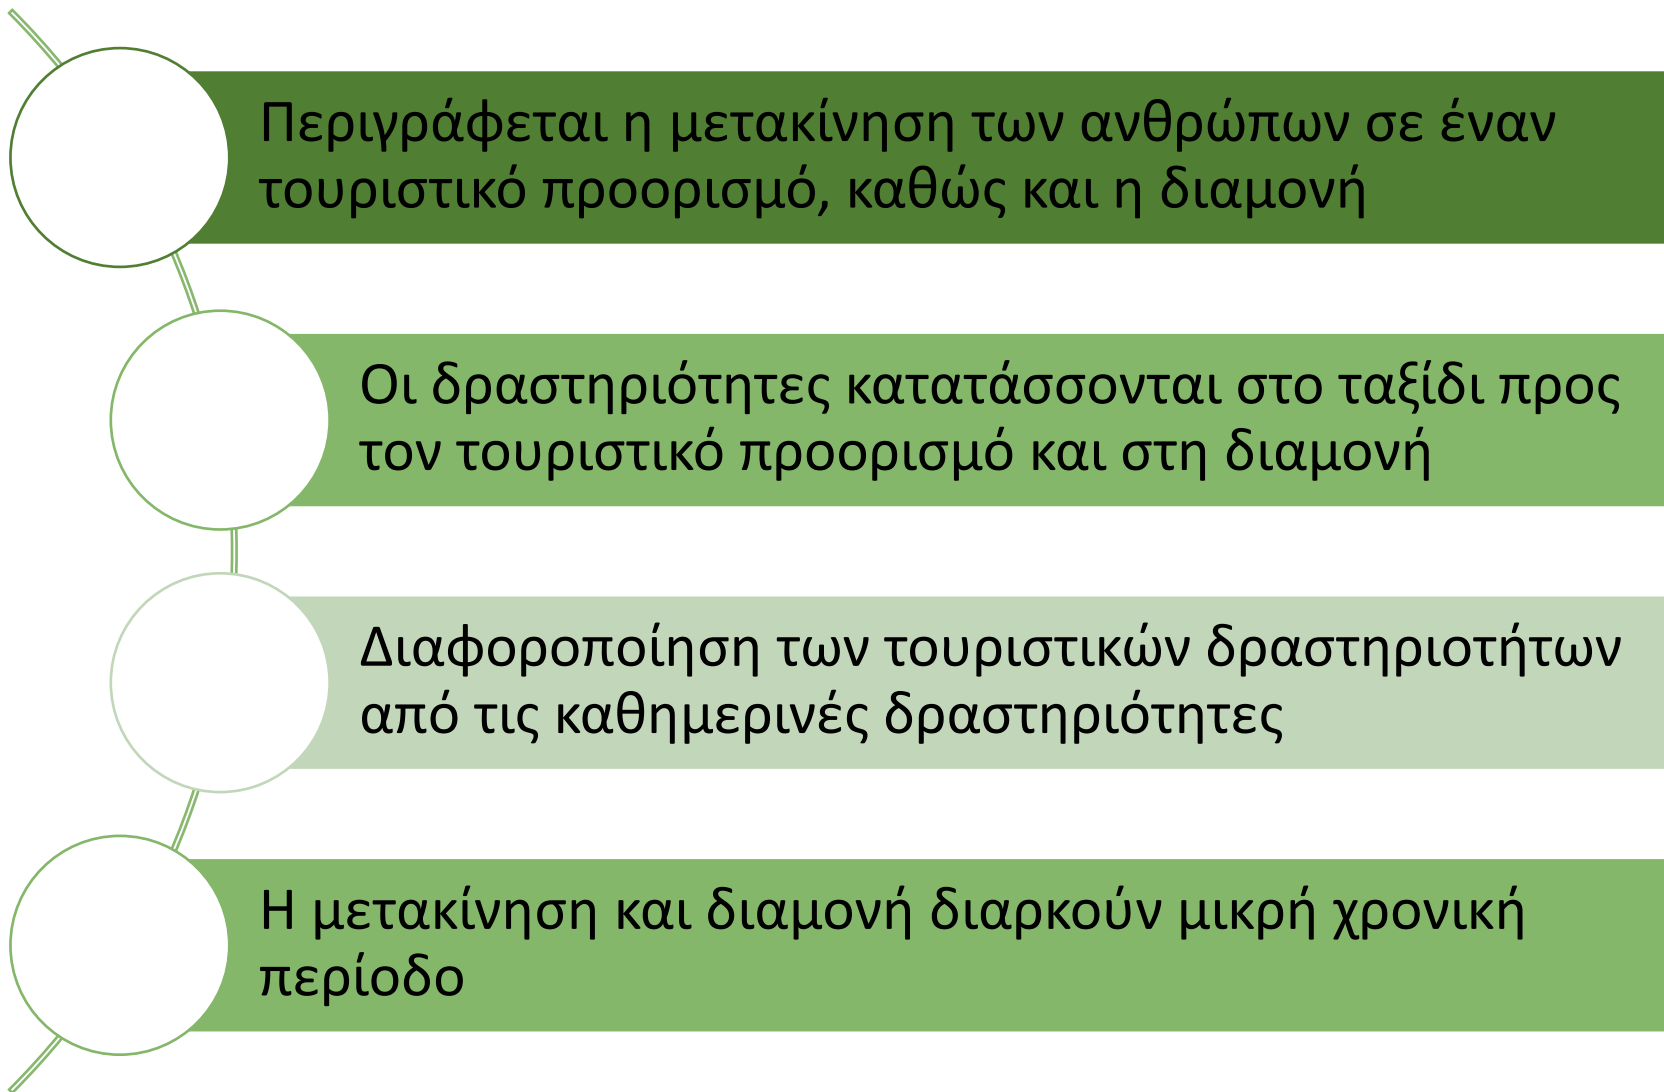 Περιγράφεται η μετακίνηση των ανθρώπων σε έναν
τουριστικό προορισμό, καθώς και η διαμονή
Οι δραστηριότητες κατατάσσονται στο ταξίδι προς
τον τουριστικό προορισμό και στη διαμονή
Διαφοροποίηση των τουριστικών δραστηριοτήτων
από τις καθημερινές δραστηριότητες
Η μετακίνηση και διαμονή διαρκούν μικρή χρονική
περίοδο